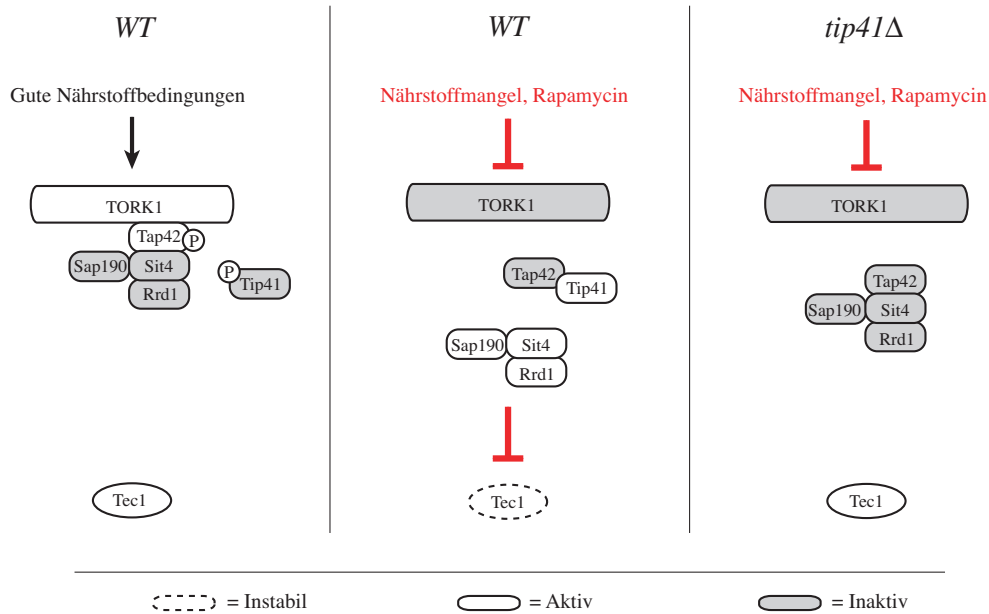 WT
Gute Nährstoffbedingungen
TORK1
Tap42
P
Sap190
Sit4
Rrd1
P
Tip41
Tec1
WT
Nährstoffmangel, Rapamycin
TORK1
Tap42
Tip41
Sap190
Sit4
Rrd1
Tec1
tip41Δ
Nährstoffmangel, Rapamycin
TORK1
Tap42
Sap190
Sit4
Rrd1
Tec1
= Instabil
= Aktiv
= Inaktiv